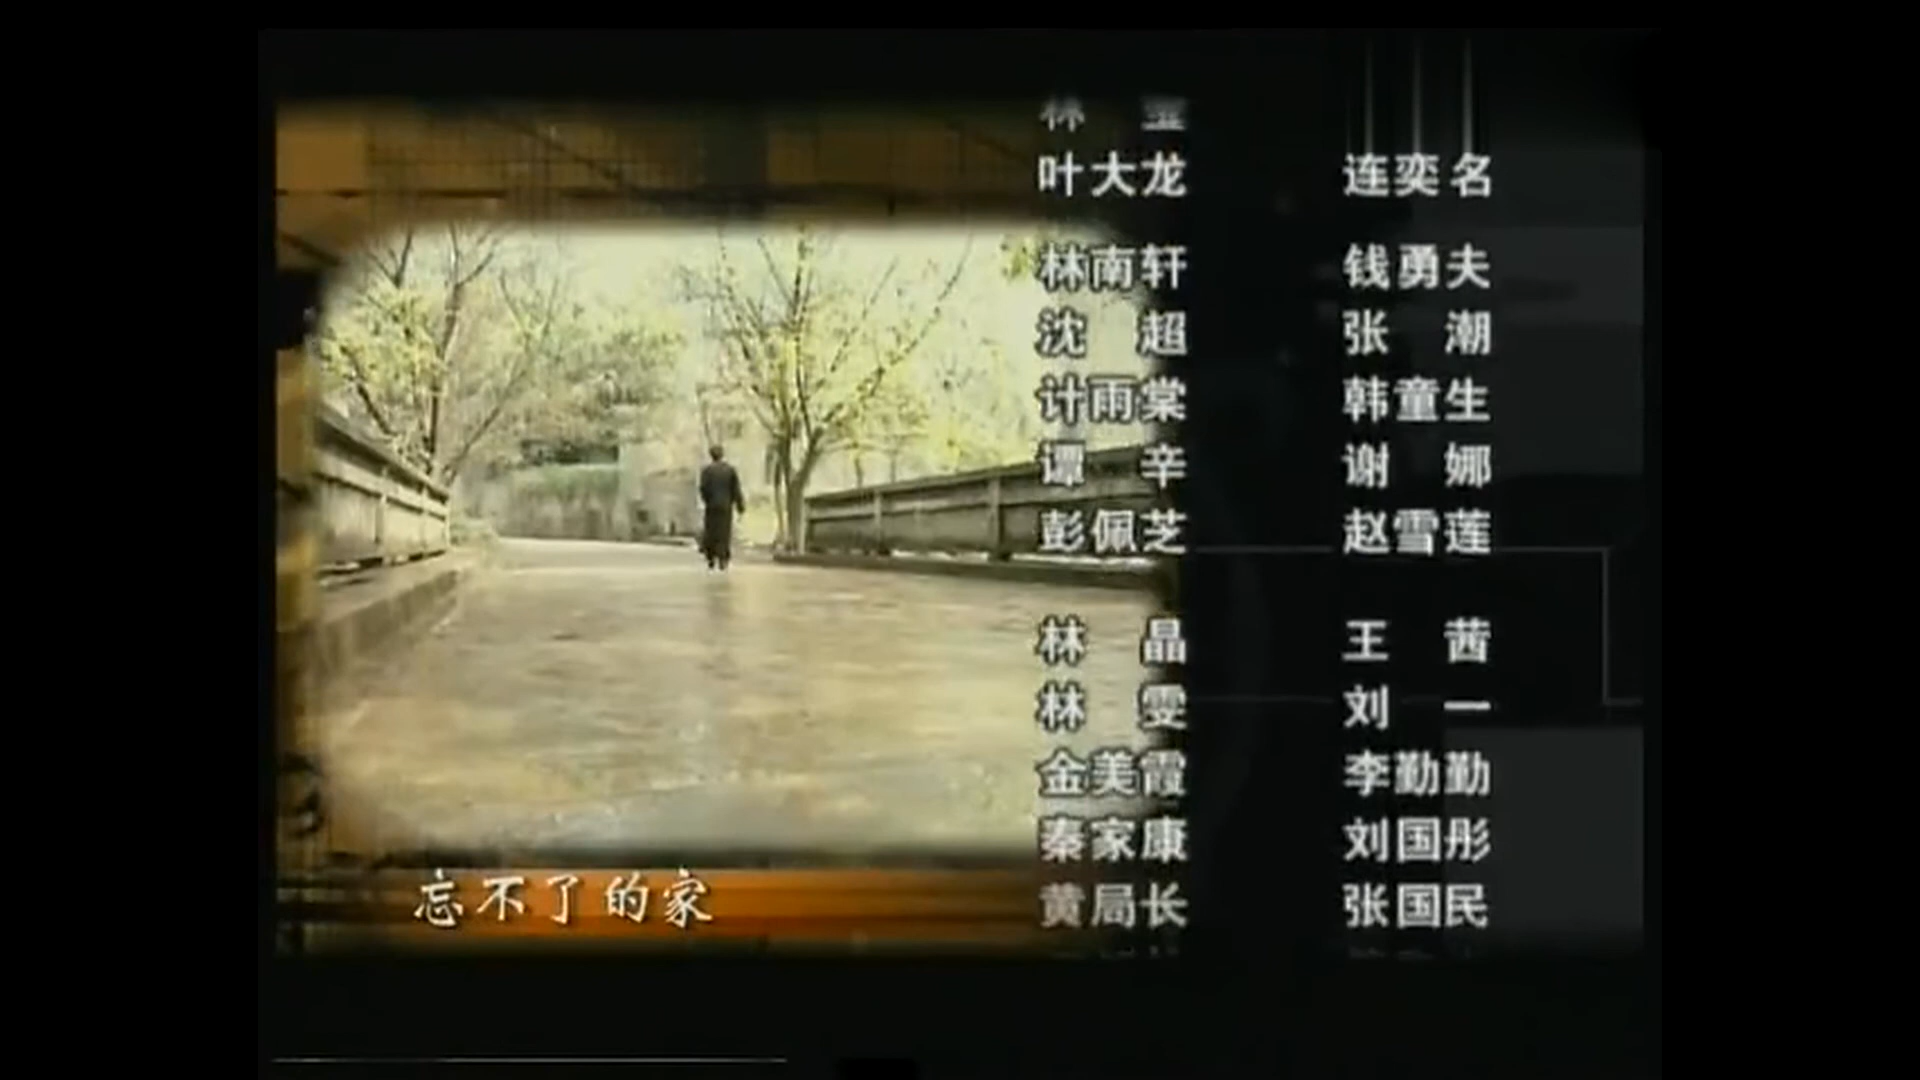 叶大龙 连奕名
林南轩 钱勇夫
沈超 张潮
计雨棠 韩童生
谭辛 谢娜
彭佩芝 赵雪莲
林晶 王茜
林雯 刘一
金美霞 李勤勤
秦家康 刘国彤
黄局长 张国民
忘不了的家